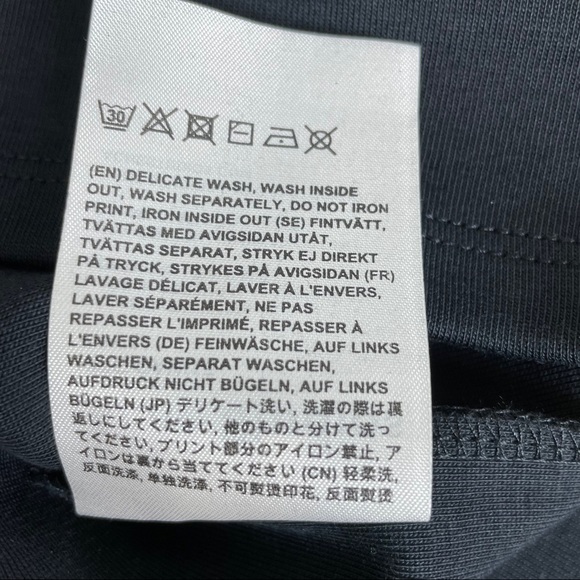 30
(EN) DELICATE WASH, WASH INSIDE
OUT, WASH SEPARATELY, DO NOT IRON
PRINT, IRON INSIDE OUT (SE) FINTVÄTT,
TVÄTTAS MED AVIGSIDAN UTÅT,
TVÄTTAS SEPARAT, STRYK EJ DIREKT
PÅ TRYCK, STRYKES PÅ AVIGSIDAN (FR)
LAVAGE DÉLICAT, LAVER À L'ENVERS,
LAVER SÉPARÉMENT, NE PAS
REPASSER L'IMPRIMÉ, REPASSER À
L'ENVERS (DE) FEINWÄSCHE, AUF LINKS
WASCHEN, SEPARAT WASCHEN,
AUFDRUCK NICHT BÜGELN, AUF LINKS
BÜGELN (JP) デリケート洗い, 洗濯の際は裏
返しにしてください, 他のものと分けて洗っ
てください, プリント部分のアイロン禁止, ア
イロンは裏から当ててください (CN) 轻柔洗,
反面洗涤, 单独洗涤, 不可熨烫印花, 反面熨烫